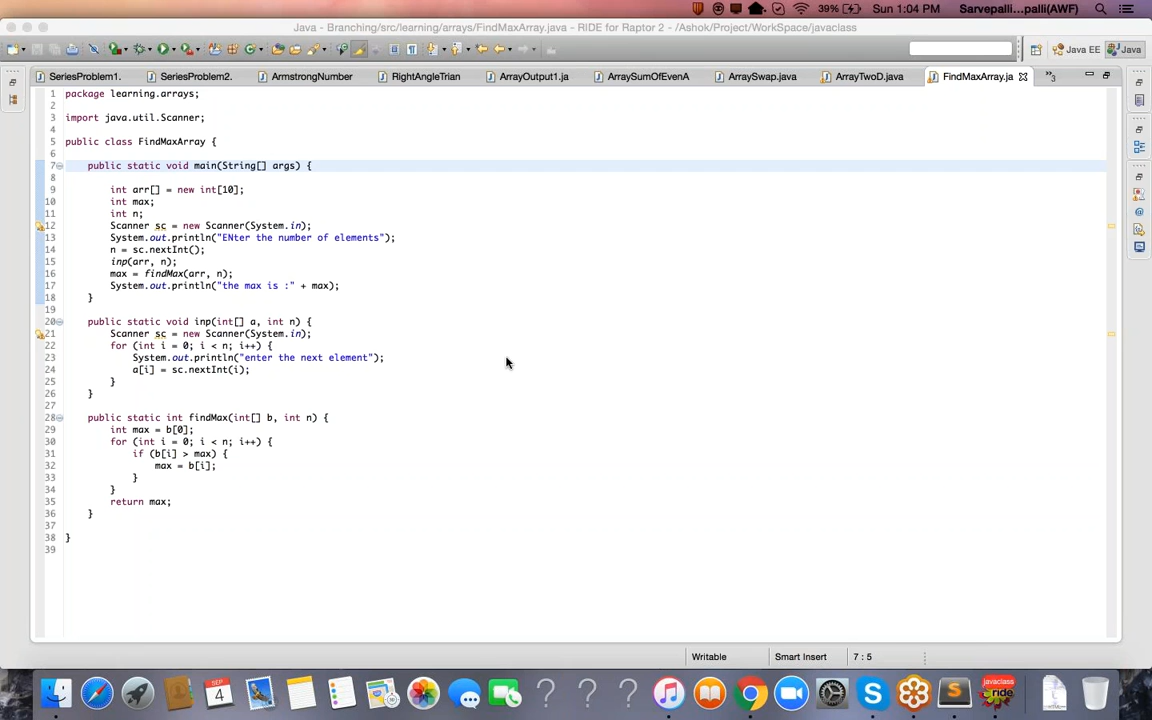 39% Sun 1:04 PM Sarvepalli...palli(AWF)
Java - Branching/src/learning/arrays/FindMaxArray.java - RIDE for Raptor 2 - /Ashok/Project/WorkSpace/javaclass
Java EE Java
SeriesProblem1. SeriesProblem2. ArmstrongNumber RightAngleTrian ArrayOutput1.ja ArraySumOfEvenA ArraySwap.java ArrayTwoD.java FindMaxArray.ja »3
1 package learning.arrays;
2
3 import java.util.Scanner;
4
5 public class FindMaxArray {
6
7 public static void main(String[] args) {
8
9 int arr[] = new int[10];
10 int max;
11 int n;
12 Scanner sc = new Scanner(System.in);
13 System.out.println("ENter the number of elements");
14 n = sc.nextInt();
15 inp(arr, n);
16 max = findMax(arr, n);
17 System.out.println("the max is :" + max);
18 }
19
20 public static void inp(int[] a, int n) {
21 Scanner sc = new Scanner(System.in);
22 for (int i = 0; i < n; i++) {
23 System.out.println("enter the next element");
24 a[i] = sc.nextInt(i);
25 }
26 }
27
28 public static int findMax(int[] b, int n) {
29 int max = b[0];
30 for (int i = 0; i < n; i++) {
31 if (b[i] > max) {
32 max = b[i];
33 }
34 }
35 return max;
36 }
37
38 }
39
Writable Smart Insert 7 : 5
SEP
4
ride